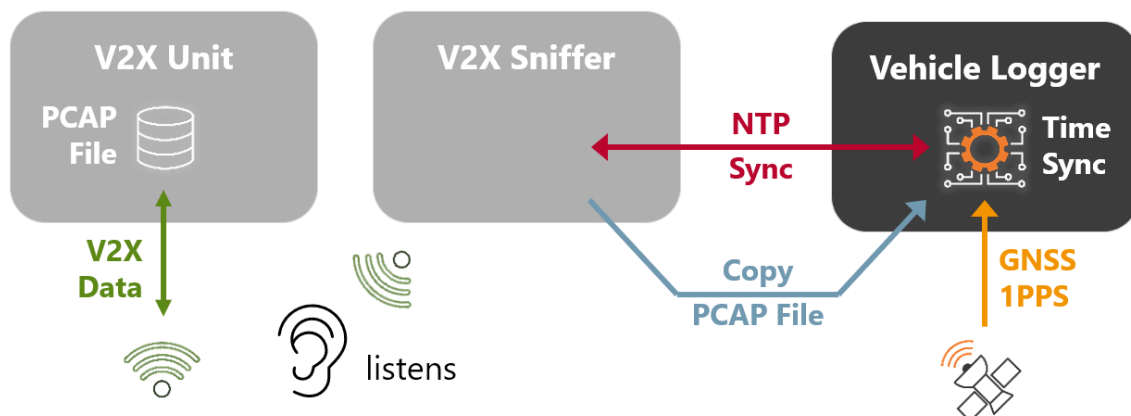 V2X Unit
PCAP
File
V2X
Data
V2X Sniffer
listens
NTP
Sync
Copy
PCAP File
Vehicle Logger
Time
Sync
GNSS
1PPS